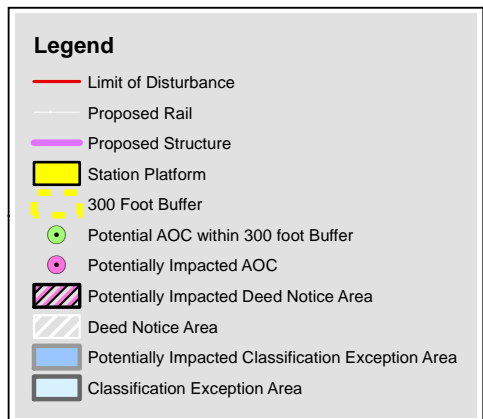 Legend
Limit of Disturbance
Proposed Rail
Proposed Structure
Station Platform
300 Foot Buffer
Potential AOC within 300 foot Buffer
Potentially Impacted AOC
Potentially Impacted Deed Notice Area
Deed Notice Area
Potentially Impacted Classification Exception Area
Classification Exception Area